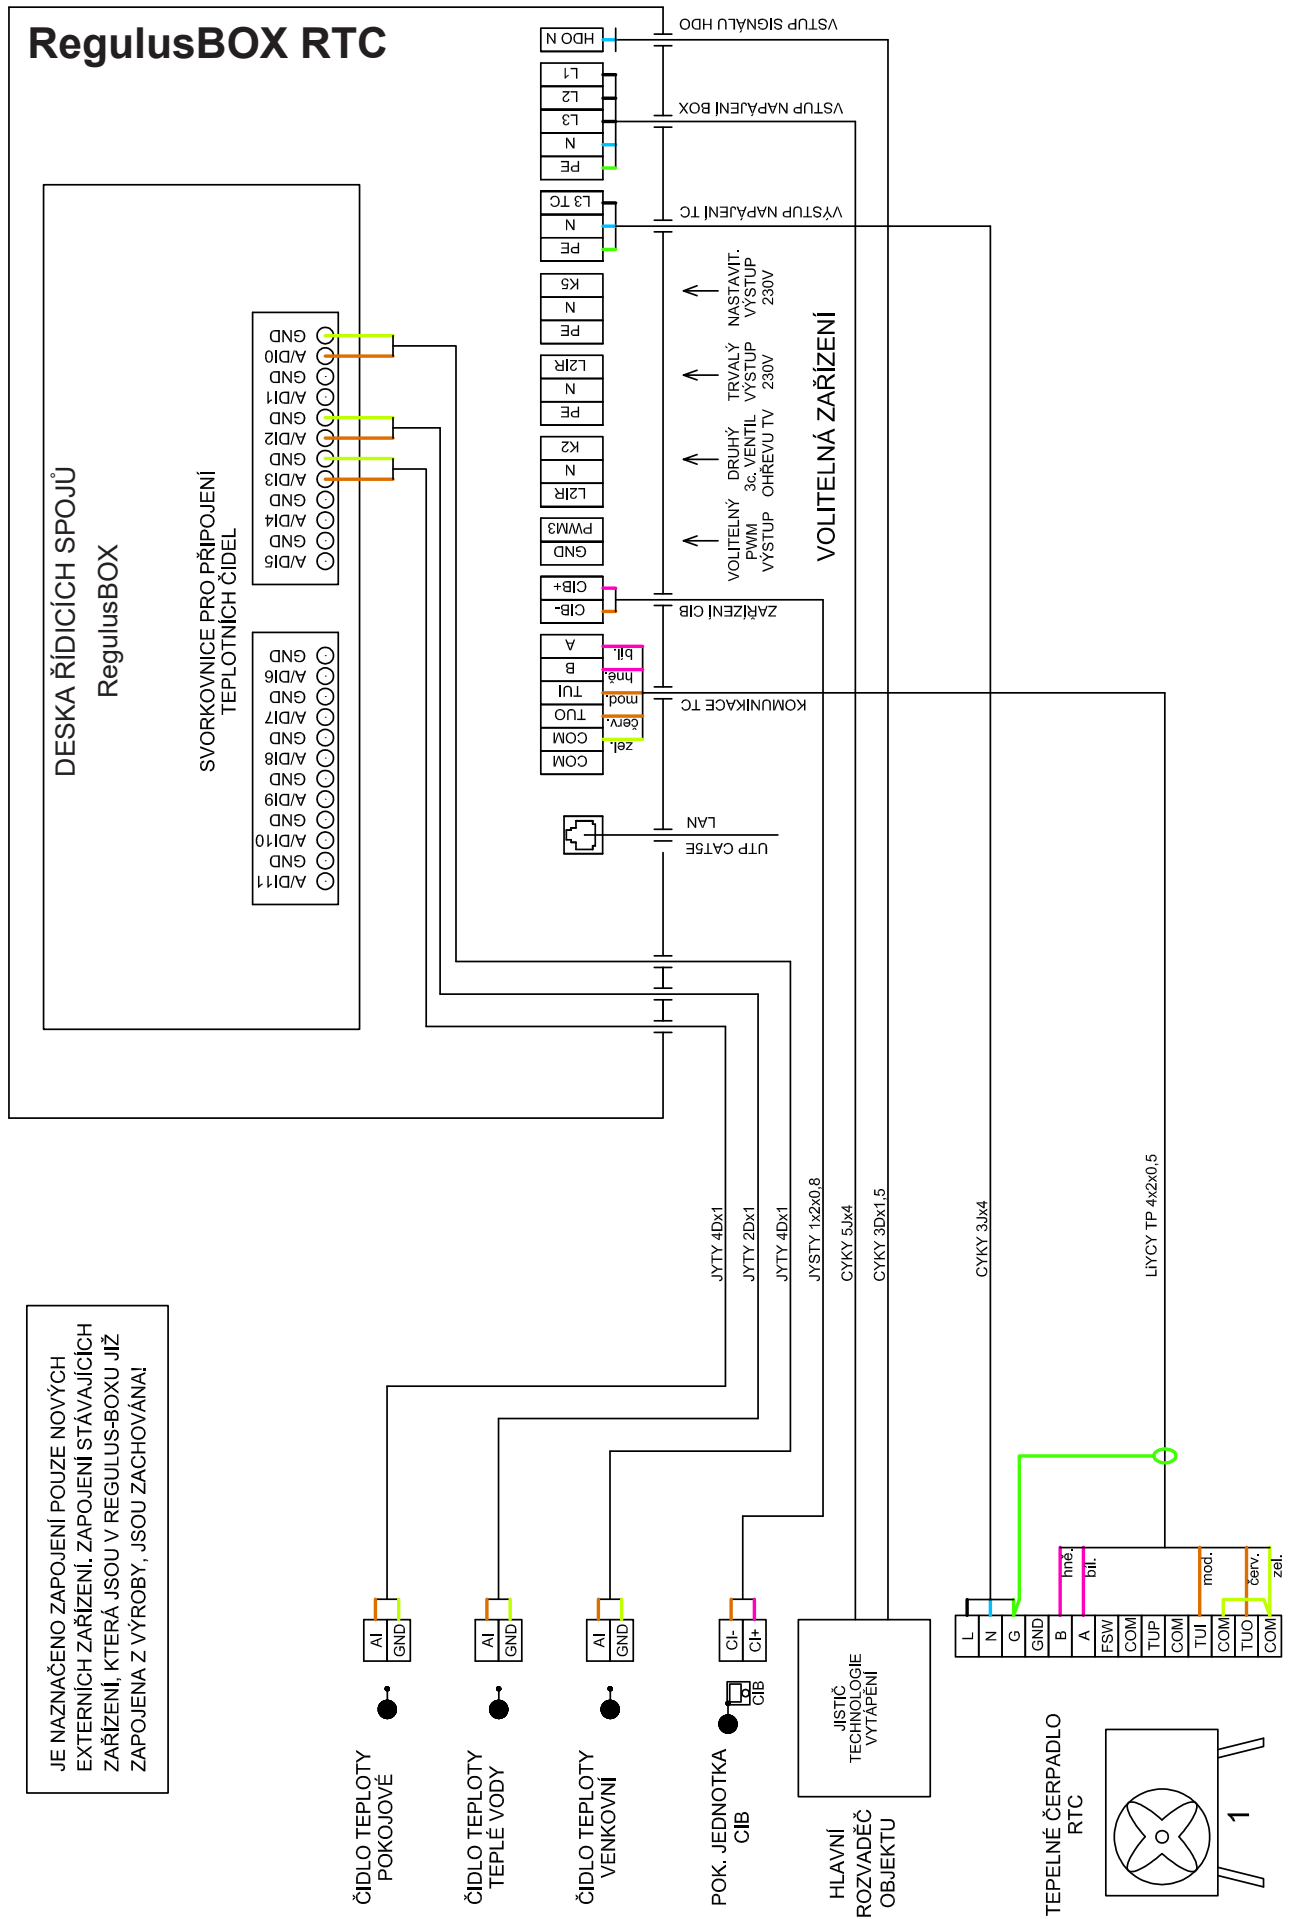 RegulusBOX RTC
DESKA ŘÍDICÍCH SPOJŮ
RegulusBOX
SVORKOVNICE PRO PŘIPOJENÍ
TEPLOTNÍCH ČIDEL
GND
A/DI0
GND
A/DI1
GND
A/DI2
GND
A/DI3
GND
A/DI4
GND
A/DI5
GND
A/DI6
GND
A/DI7
GND
A/DI8
GND
A/DI9
GND
A/DI10
GND
A/DI11
HDO N
L1
L2
L3
N
PE
L3 TC
N
PE
K5
N
PE
L2IR
N
PE
K2
N
L2IR
PWM3
GND
CIB+
CIB-
A
B
TUI
TUO
COM
COM
bíl.
hně.
mod.
červ.
zel.
VSTUP SIGNÁLU HDO
VSTUP NAPÁJENÍ BOX
VÝSTUP NAPÁJENÍ TC
NASTAVIT.
VÝSTUP
230V
TRVALÝ
VÝSTUP
230V
DRUHÝ
3c. VENTIL
OHŘEVU TV
VOLITELNÝ
PWM
VÝSTUP
VOLITELNÁ ZAŘÍZENÍ
ZAŘÍZENÍ CIB
KOMUNIKACE TC
LAN
UTP CAT5E
JYTY 4Dx1
JYTY 2Dx1
JYTY 4Dx1
JYSTY 1x2x0,8
CYKY 5Jx4
CYKY 3Dx1,5
CYKY 3Jx4
LiYCY TP 4x2x0,5
JE NAZNAČENO ZAPOJENÍ POUZE NOVÝCH
EXTERNÍCH ZAŘÍZENÍ. ZAPOJENÍ STÁVAJÍCÍCH
ZAŘÍZENÍ, KTERÁ JSOU V REGULUS-BOXU JIŽ
ZAPOJENA Z VÝROBY, JSOU ZACHOVÁNA!
AI
GND
ČIDLO TEPLOTY
POKOJOVÉ
AI
GND
ČIDLO TEPLOTY
TEPLÉ VODY
AI
GND
ČIDLO TEPLOTY
VENKOVNÍ
CI-
CI+
CIB
POK. JEDNOTKA
CIB
JISTIČ
TECHNOLOGIE
VYTÁPĚNÍ
HLAVNÍ
ROZVADĚČ
OBJEKTU
L
N
G
GND
B
A
FSW
COM
TUP
COM
TUI
COM
TUO
COM
hně.
bíl.
mod.
červ.
zel.
TEPELNÉ ČERPADLO
RTC
1